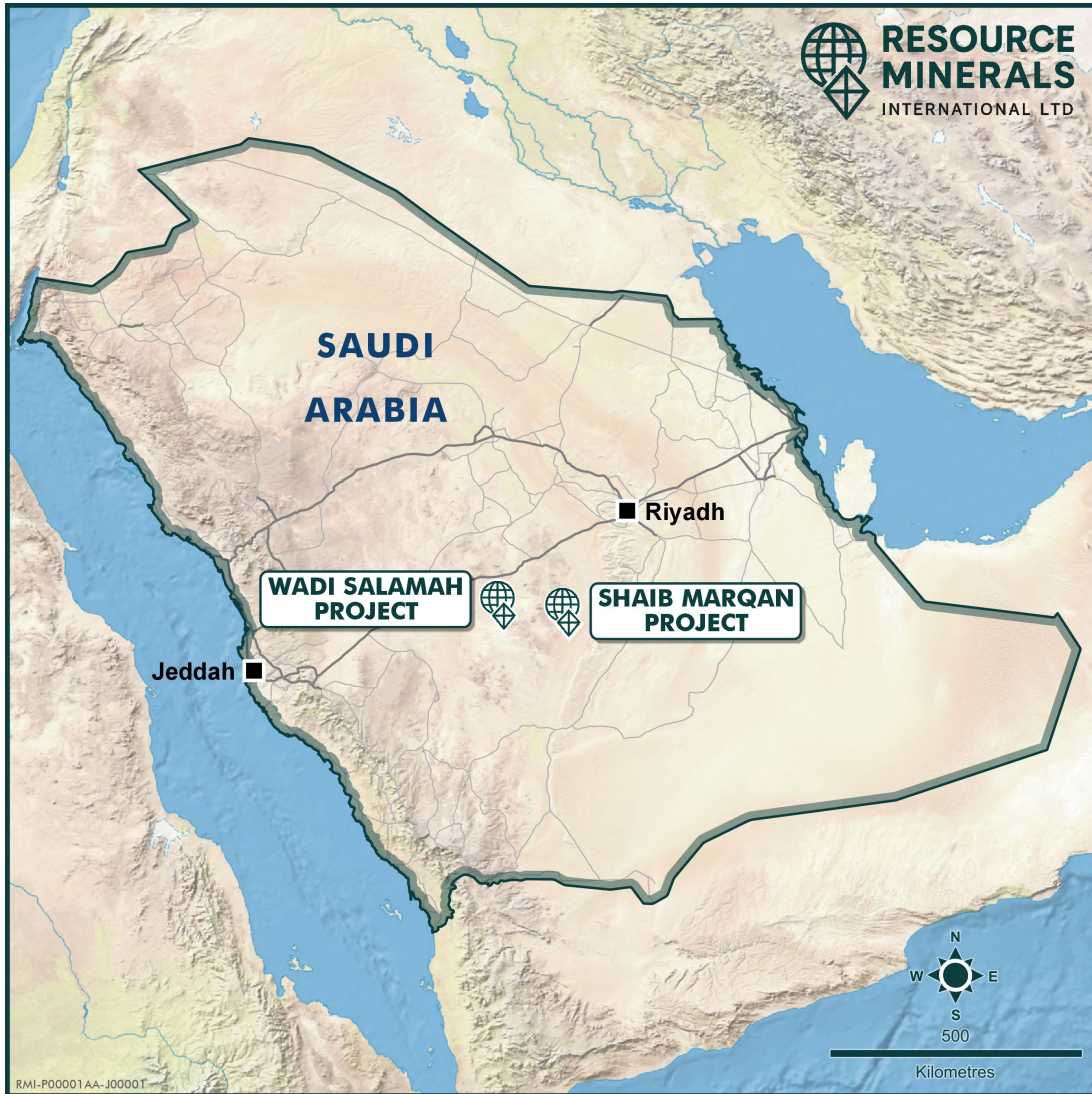 RESOURCE
MINERALS
INTERNATIONAL LTD
SAUDI
ARABIA
Riyadh
WADI SALAMAH
PROJECT
SHAIB MARQAN
PROJECT
Jeddah
N
W
E
S
500
Kilometres
RMI-P00001AA-J00001